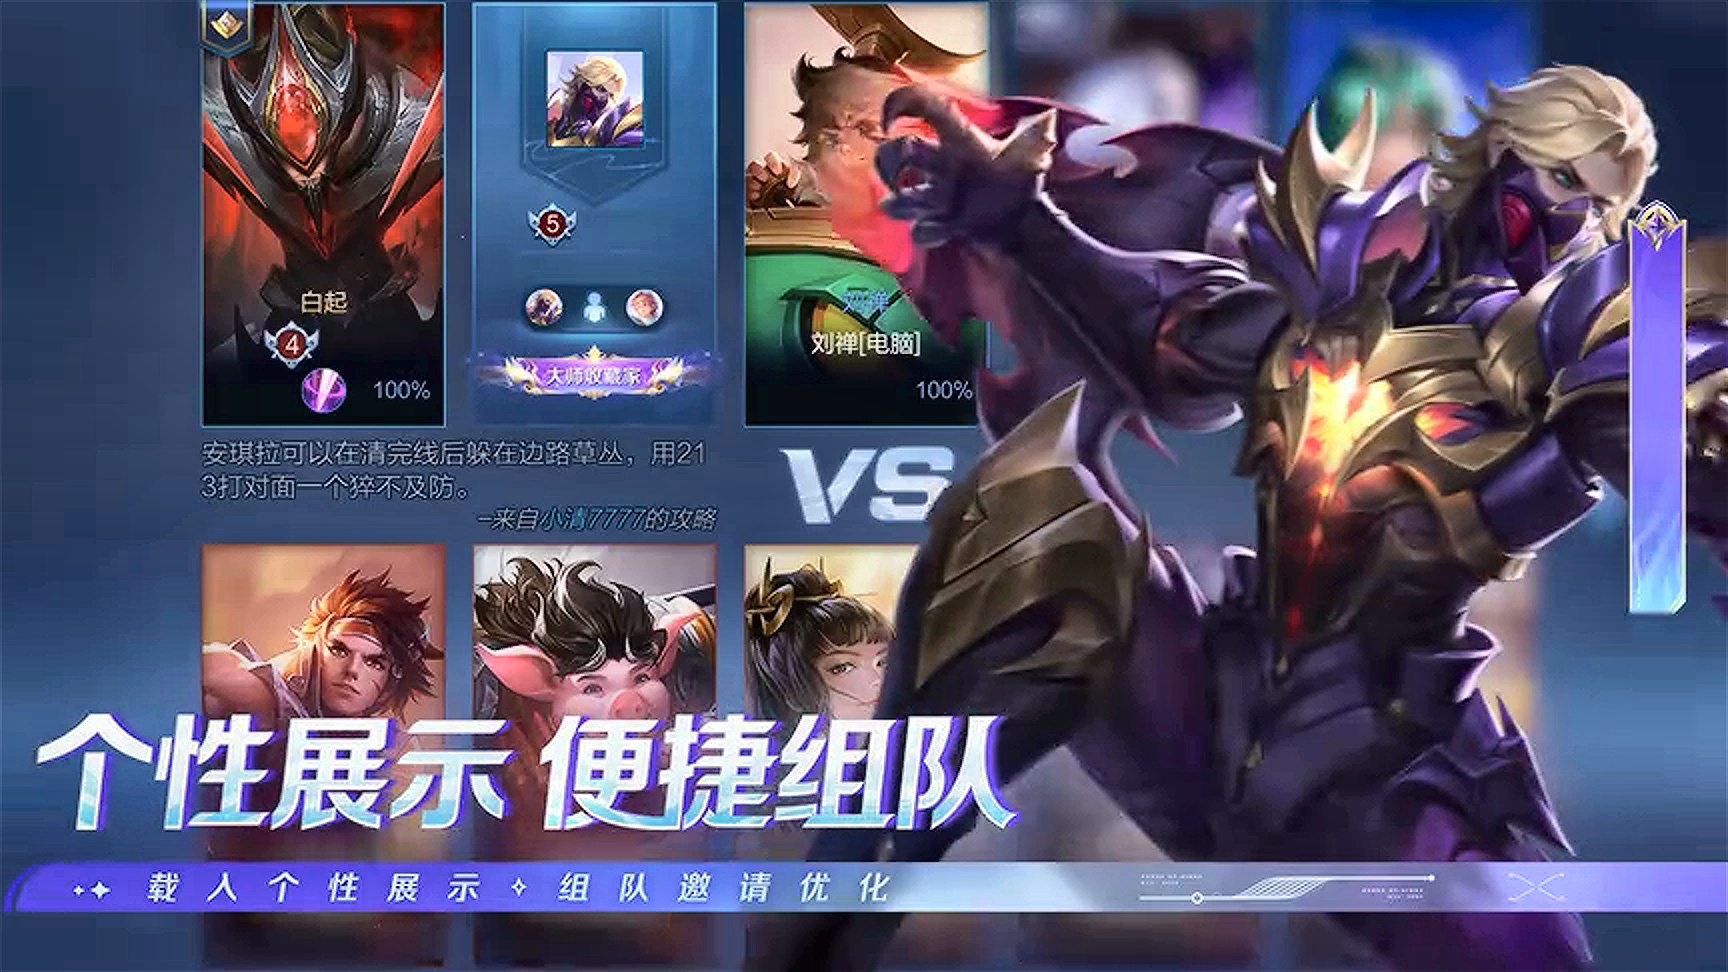 5
白起
刘禅
刘禅[电脑]
4
100%
大师收藏家
100%
安琪拉可以在清完线后躲在边路草丛，用21
3打对面一个猝不及防。
—来自小清7777的攻略
VS
个性展示 便捷组队
载入个性展示 组队邀请优化